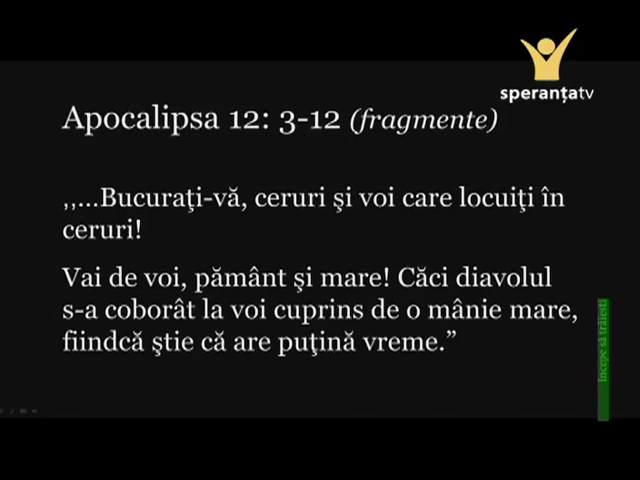 speranțatv
Apocalipsa 12: 3-12 (fragmente)
,,...Bucuraţi-vă, ceruri şi voi care locuiţi în
ceruri!
Vai de voi, pământ şi mare! Căci diavolul
s-a coborât la voi cuprins de o mânie mare,
fiindcă ştie că are puţină vreme.”
începe să trăiești